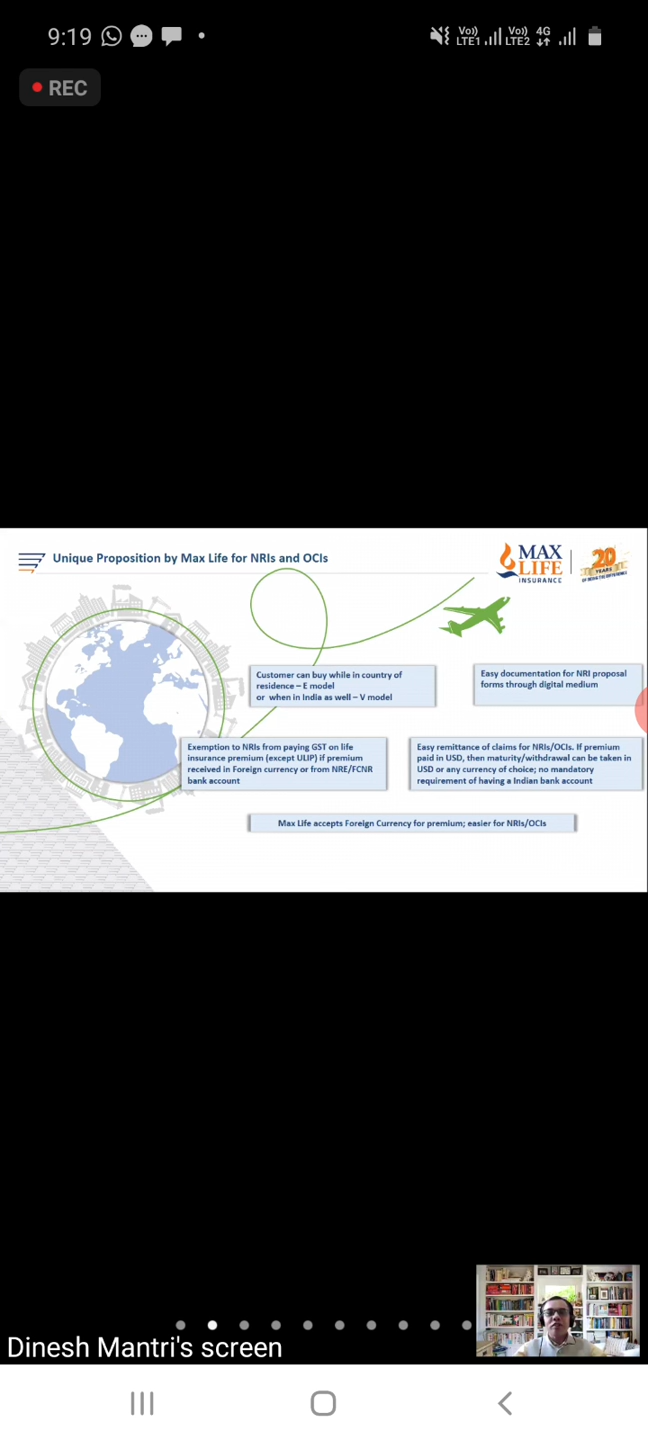 9:19
Vo)) LTE1 Vo)) LTE2 4G
REC
Unique Proposition by Max Life for NRIs and OCIs
MAX
LIFE
INSURANCE
20
YEARS
Customer can buy while in country of
residence – E model
or when in India as well – V model
Easy documentation for NRI proposal
forms through digital medium
Exemption to NRIs from paying GST on life
insurance premium (except ULIP) if premium
received in Foreign currency or from NRE/FCNR
bank account
Easy remittance of claims for NRIs/OCIs. If premium
paid in USD, then maturity/withdrawal can be taken in
USD or any currency of choice; no mandatory
requirement of having a Indian bank account
Max Life accepts Foreign Currency for premium; easier for NRIs/OCIs
Dinesh Mantri's screen